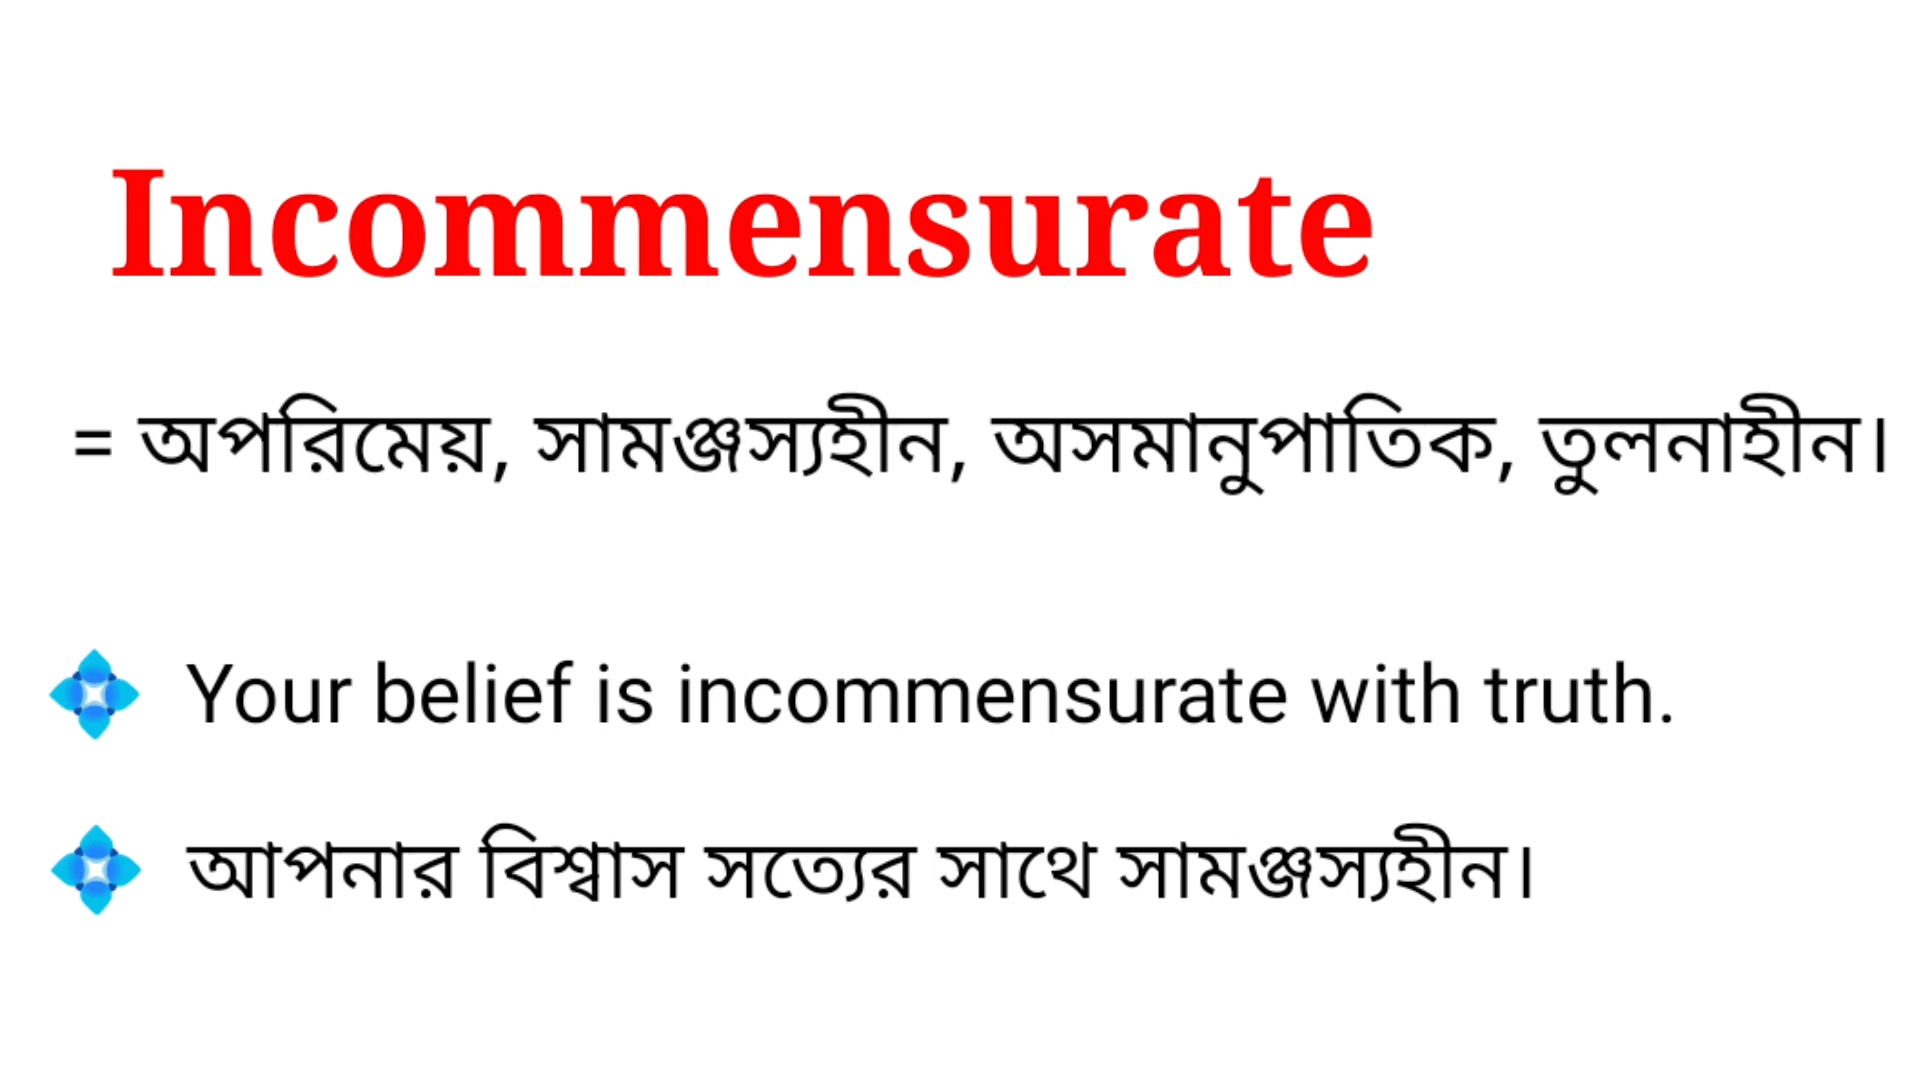 Incommensurate
= অপরিমেয়, সামঞ্জস্যহীন, অসমানুপাতিক, তুলনাহীন।
💠 Your belief is incommensurate with truth.
💠 আপনার বিশ্বাস সত্যের সাথে সামঞ্জস্যহীন।